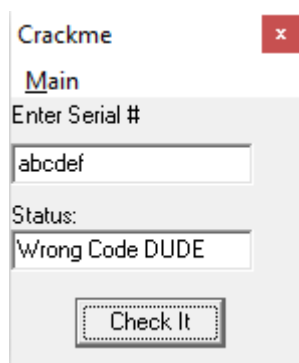 Crackme
x
Main
Enter Serial #
abcdef
Status:
Wrong Code DUDE
Check It